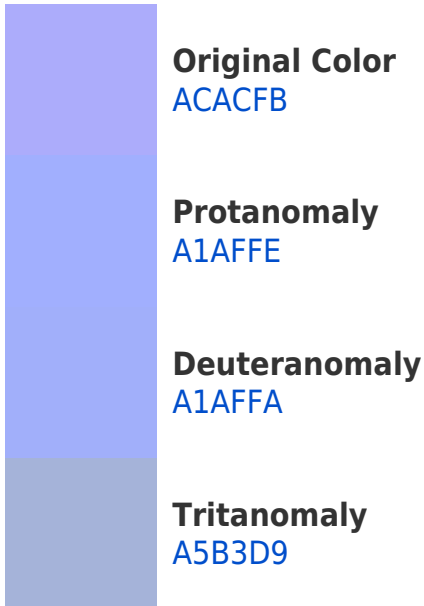 Original Color
ACACFB
Protanomaly
A1AFFE
Deuteranomaly
A1AFFA
Tritanomaly
A5B3D9